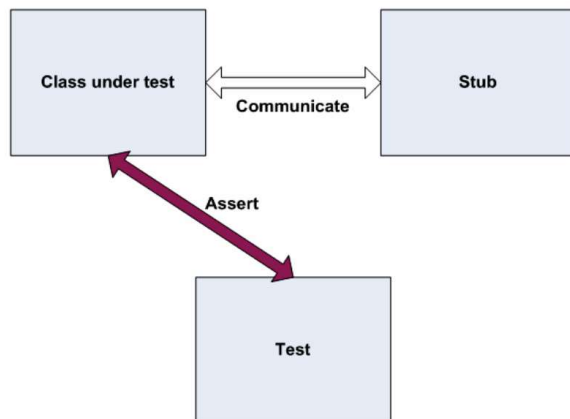 Class under test
Stub
Communicate
Assert
Test